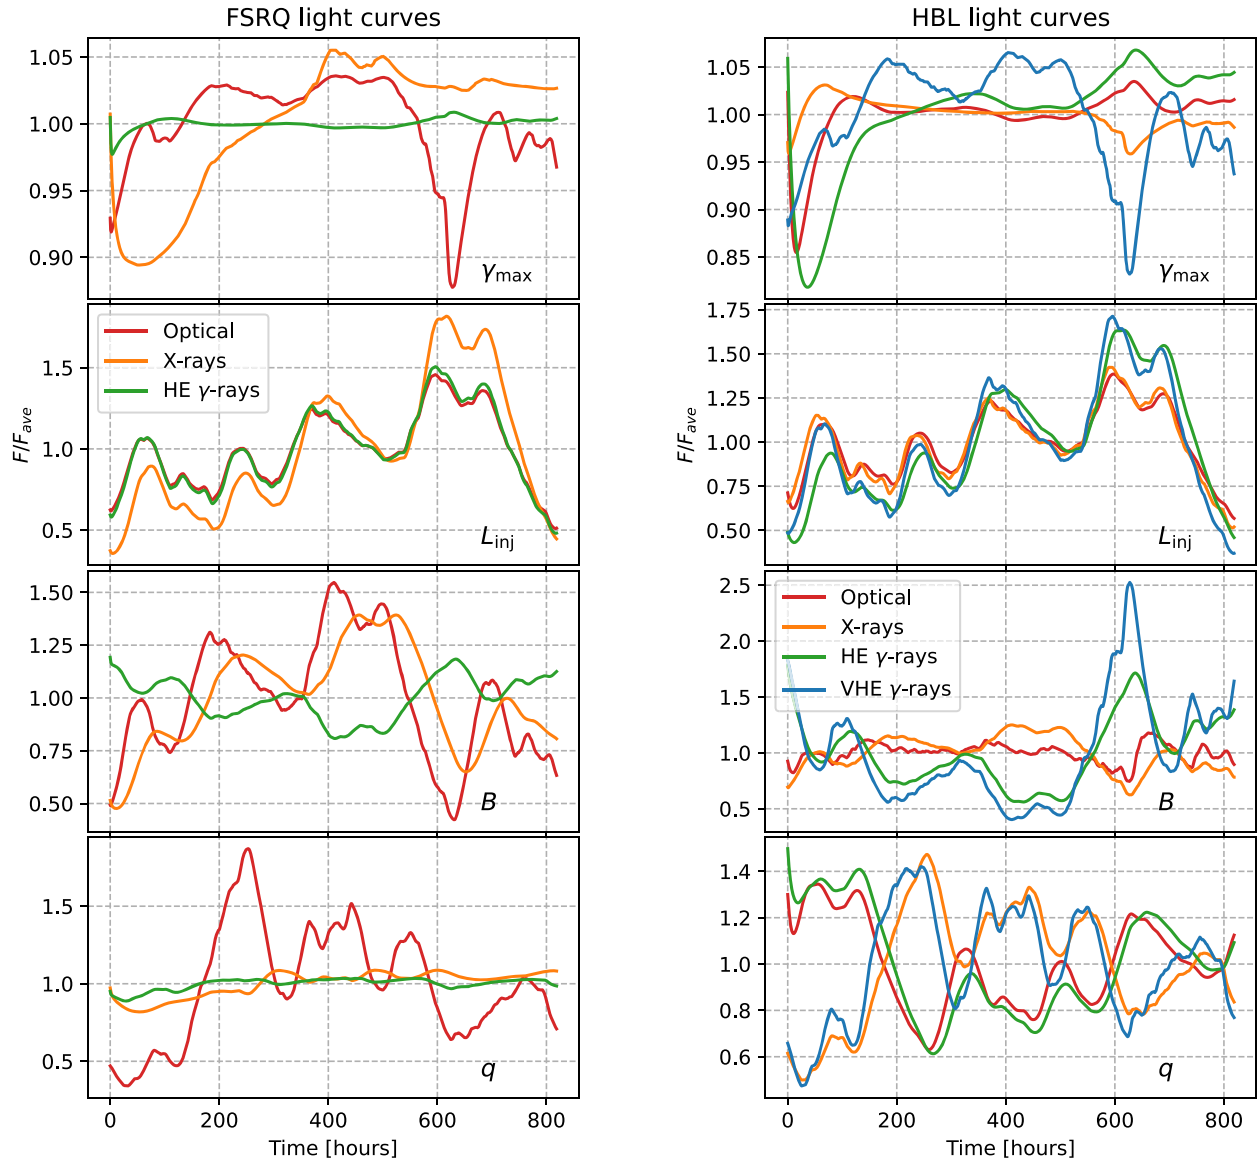 FSRQ light curves
1.05
1.00
0.95
0.90
γmax
Optical
X-rays
HE γ-rays
F/Fave
1.5
1.0
0.5
Linj
1.50
1.25
1.00
0.75
0.50
B
1.5
1.0
0.5
q
0 200 400 600 800
Time [hours]
HBL light curves
1.05
1.00
0.95
0.90
0.85
γmax
F/Fave
1.75
1.50
1.25
1.00
0.75
0.50
Linj
2.5
2.0
1.5
1.0
0.5
Optical
X-rays
HE γ-rays
VHE γ-rays
B
1.4
1.2
1.0
0.8
0.6
q
0 200 400 600 800
Time [hours]